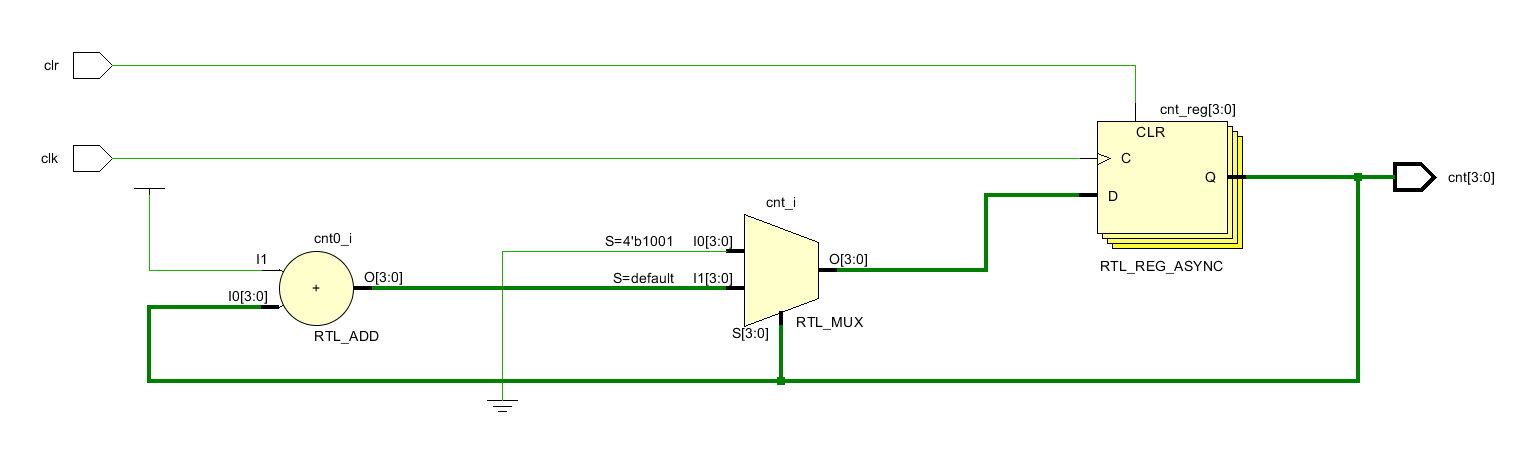 clr
cnt_reg[3:0]
CLR
clk
C
Q
cnt[3:0]
D
cnt_i
cnt0_i
S=4'b1001 I0[3:0]
I1
O[3:0]
RTL_REG_ASYNC
O[3:0]
S=default I1[3:0]
I0[3:0]
+
RTL_MUX
S[3:0]
RTL_ADD